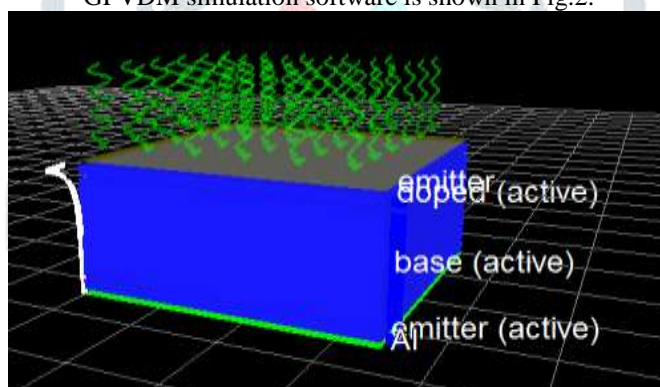 GPVDM simulation software is shown in Fig.2.
emitter
doped (active)
base (active)
emitter (active)
Al